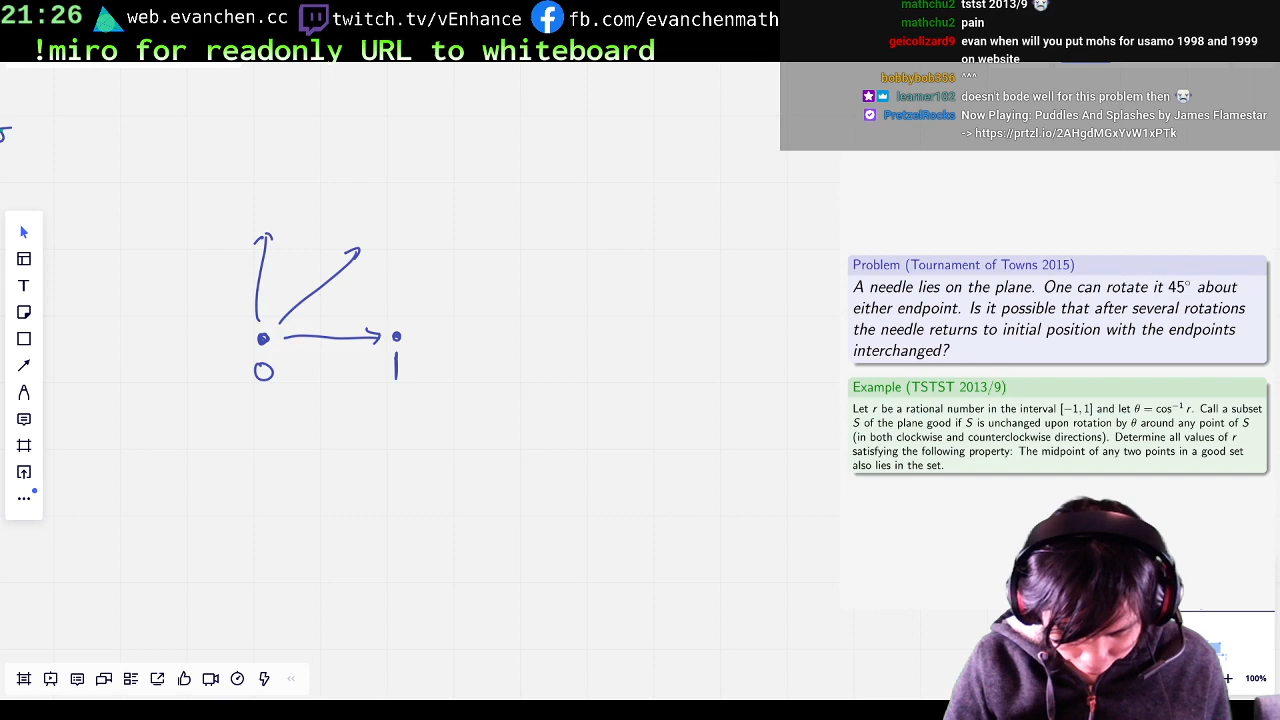 21:26 web.evanchen.cc twitch.tv/vEnhance fb.com/evanchenmath
!miro for readonly URL to whiteboard
mathchu2 tstst 2013/9
mathchu2 pain
geicolizard9 evan when will you put mohs for usamo 1998 and 1999
on website
bobbybob356 ^^^
learner102 doesn't bode well for this problem then
PretzelRocks Now Playing: Puddles And Splashes by James Flamestar
-> https://prtzl.io/2AHgdMGxYvW1xPTk
0 1
Problem (Tournament of Towns 2015)
A needle lies on the plane. One can rotate it 45° about
either endpoint. Is it possible that after several rotations
the needle returns to initial position with the endpoints
interchanged?
Example (TSTST 2013/9)
Let r be a rational number in the interval [−1, 1] and let θ = cos⁻¹ r. Call a subset
S of the plane good if S is unchanged upon rotation by θ around any point of S
(in both clockwise and counterclockwise directions). Determine all values of r
satisfying the following property: The midpoint of any two points in a good set
also lies in the set.
T
100%